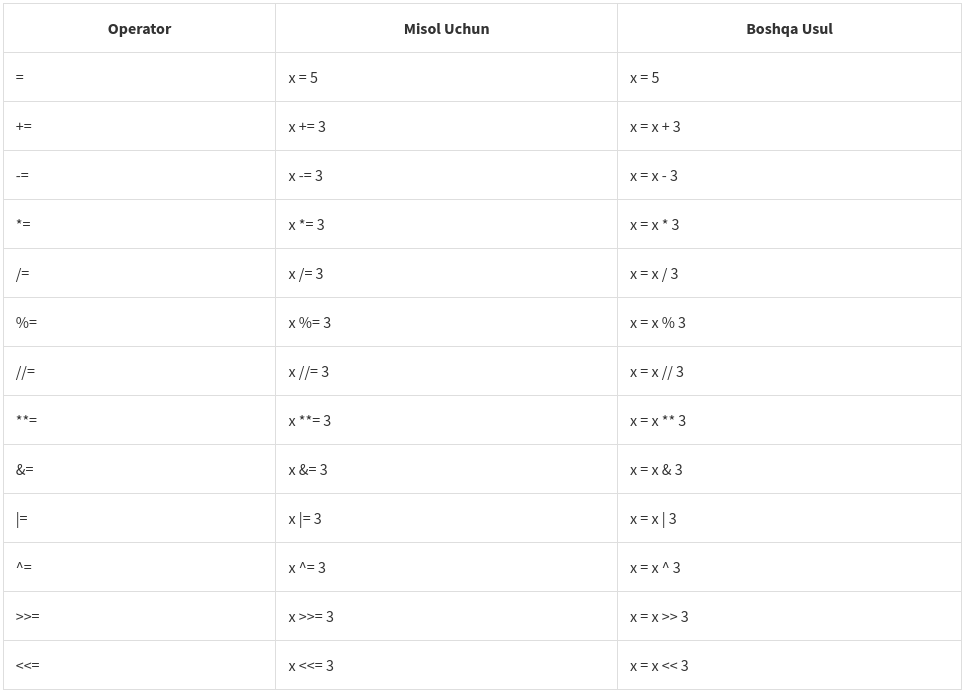 Operator Misol Uchun Boshqa Usul
= x = 5 x = 5
+= x += 3 x = x + 3
-= x -= 3 x = x - 3
*= x *= 3 x = x * 3
/= x /= 3 x = x / 3
%= x %= 3 x = x % 3
//= x //= 3 x = x // 3
**= x **= 3 x = x ** 3
&= x &= 3 x = x & 3
|= x |= 3 x = x | 3
^= x ^= 3 x = x ^ 3
>>= x >>= 3 x = x >> 3
<<= x <<= 3 x = x << 3